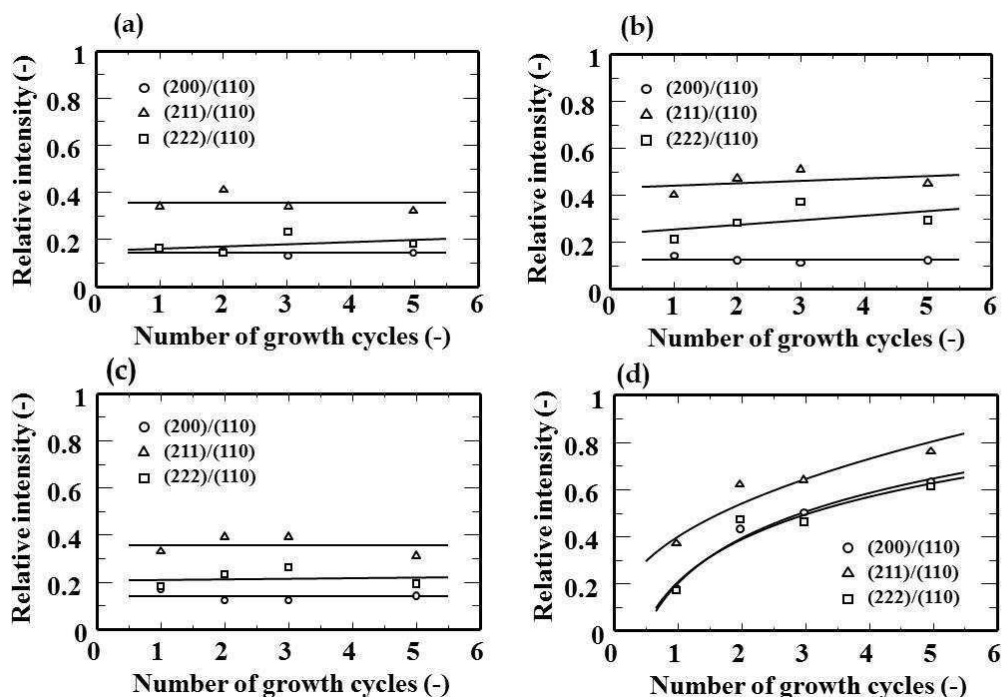 (a)
Relative intensity (-)
1
0.8
0.6
0.4
0.2
0
(200)/(110)
(211)/(110)
(222)/(110)
0 1 2 3 4 5 6
Number of growth cycles (-)
(b)
Relative intensity (-)
1
0.8
0.6
0.4
0.2
0
(200)/(110)
(211)/(110)
(222)/(110)
0 1 2 3 4 5 6
Number of growth cycles (-)
(c)
Relative intensity (-)
1
0.8
0.6
0.4
0.2
0
(200)/(110)
(211)/(110)
(222)/(110)
0 1 2 3 4 5 6
Number of growth cycles (-)
(d)
Relative intensity (-)
1
0.8
0.6
0.4
0.2
0
(200)/(110)
(211)/(110)
(222)/(110)
0 1 2 3 4 5 6
Number of growth cycles (-)